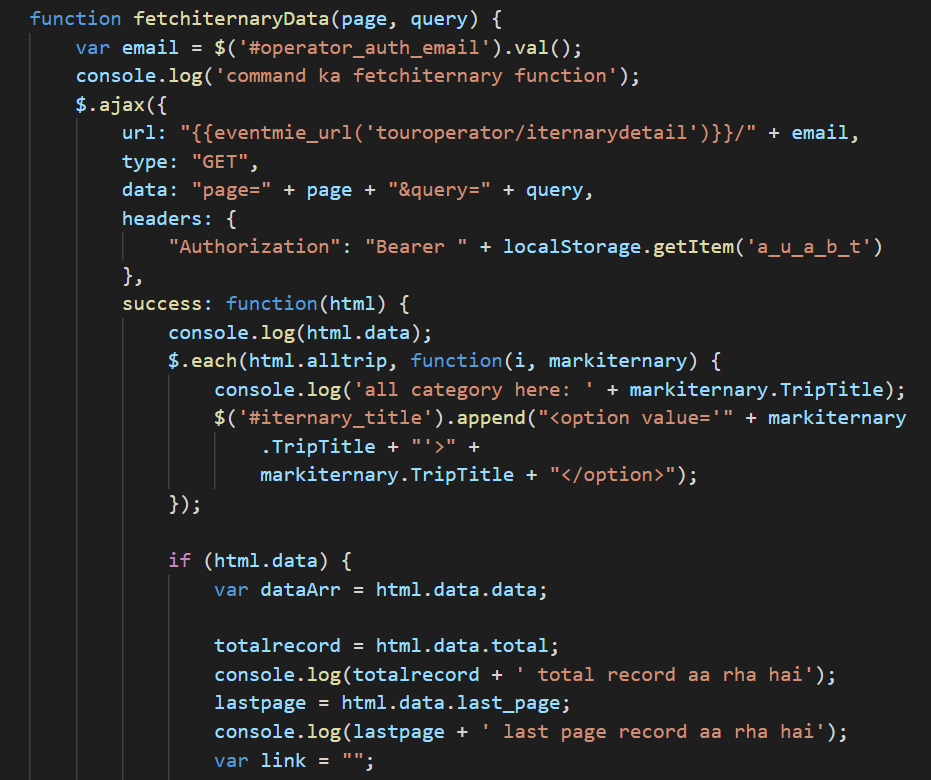 function fetchiternaryData(page, query) {
var email = $('#operator_auth_email').val();
console.log('command ka fetchiternary function');
$.ajax({
url: "{{eventmie_url('touroperator/iternarydetail')}}/" + email,
type: "GET",
data: "page=" + page + "&query=" + query,
headers: {
"Authorization": "Bearer " + localStorage.getItem('a_u_a_b_t')
},
success: function(html) {
console.log(html.data);
$.each(html.alltrip, function(i, markiternary) {
console.log('all category here: ' + markiternary.TripTitle);
$('#iternary_title').append("<option value='" + markiternary
.TripTitle + "'>" +
markiternary.TripTitle + "</option>");
});
if (html.data) {
var dataArr = html.data.data;
totalrecord = html.data.total;
console.log(totalrecord + ' total record aa rha hai');
lastpage = html.data.last_page;
console.log(lastpage + ' last page record aa rha hai');
var link = "";